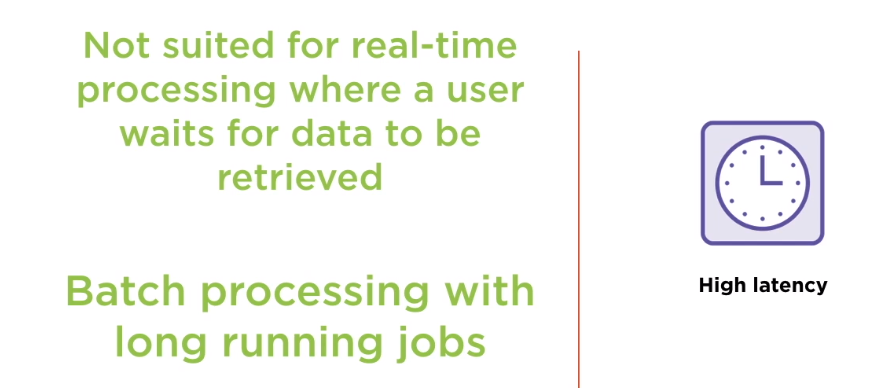 Not suited for real-time
processing where a user
waits for data to be
retrieved
Batch processing with
long running jobs
High latency